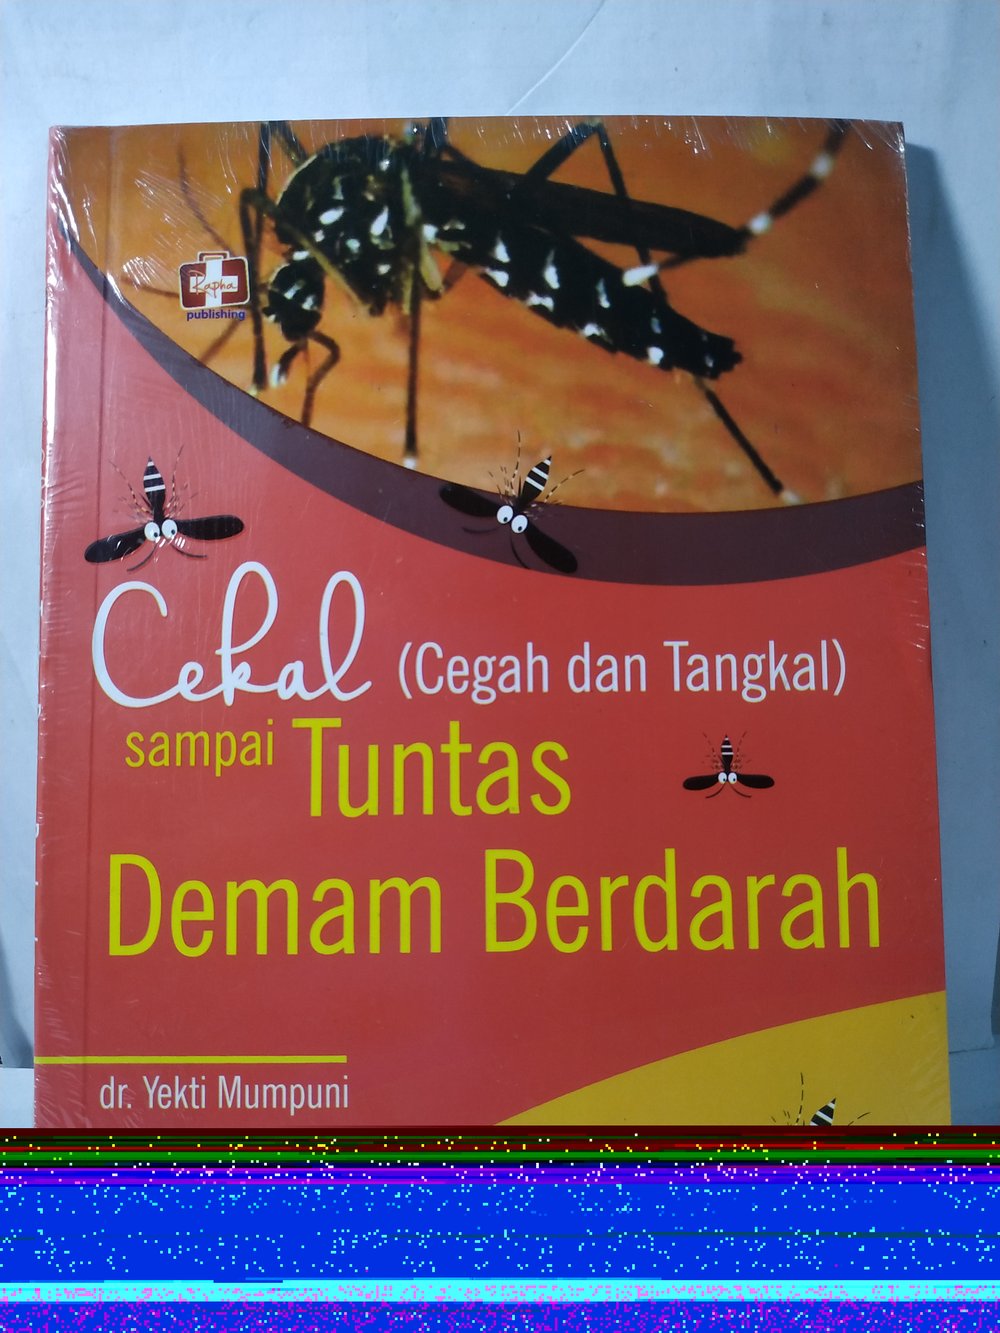 Rapha
publishing
Cekal (Cegah dan Tangkal)
sampai Tuntas
Demam Berdarah
dr. Yekti Mumpuni